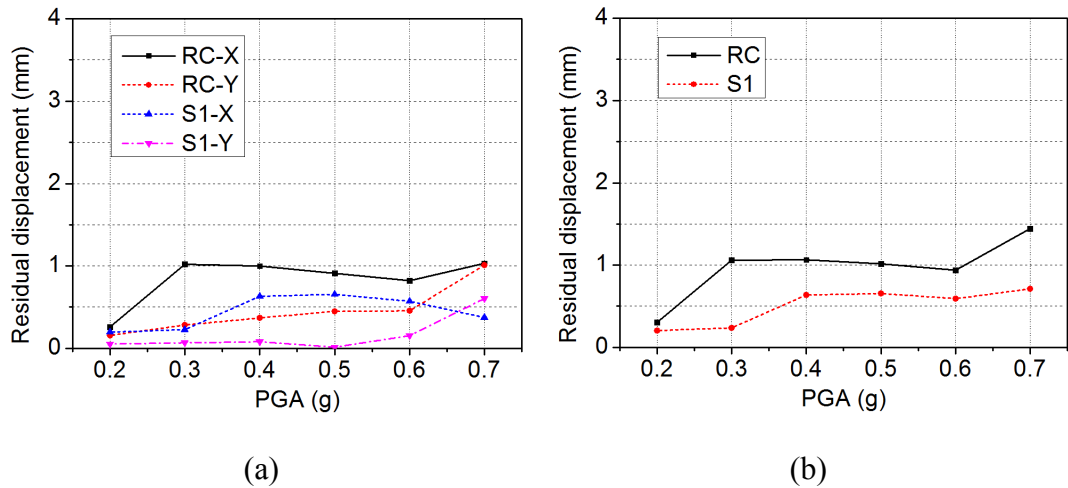 4
3
2
1
0
Residual displacement (mm)
RC-X
RC-Y
S1-X
S1-Y
0.2 0.3 0.4 0.5 0.6 0.7
PGA (g)
(a)
4
3
2
1
0
Residual displacement (mm)
RC
S1
0.2 0.3 0.4 0.5 0.6 0.7
PGA (g)
(b)